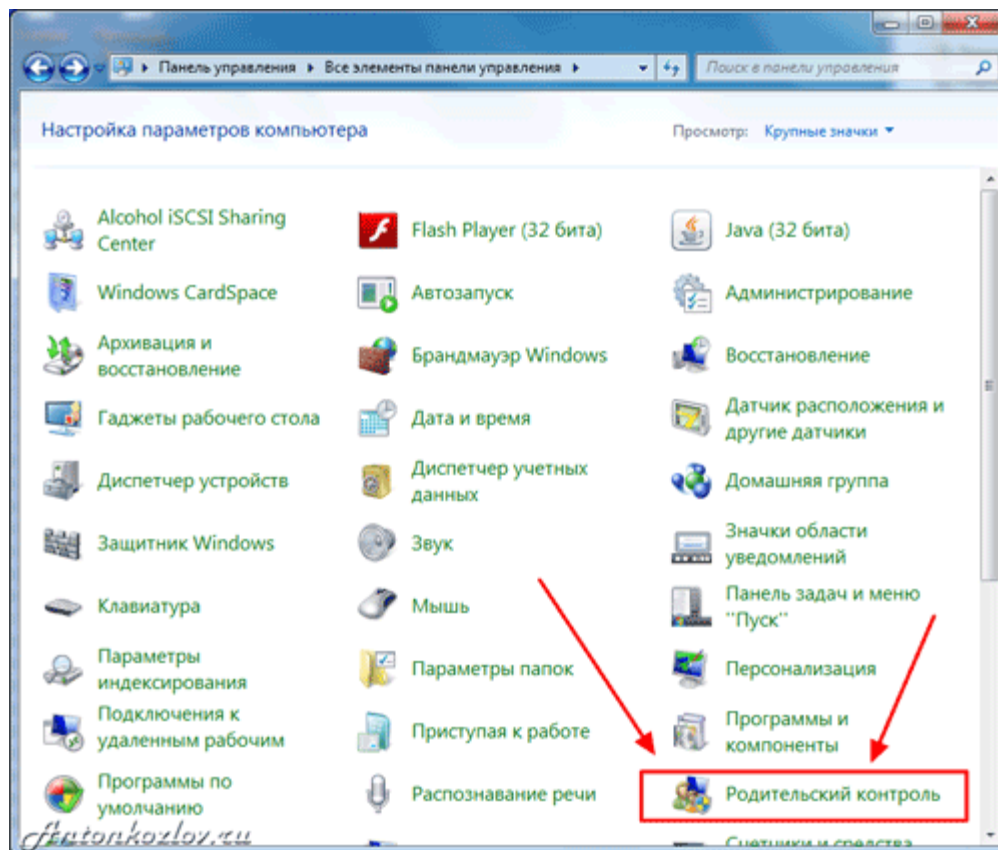 Панель управления ▸ Все элементы панели управления ▸
Поиск в панели управления
Настройка параметров компьютера
Просмотр: Крупные значки
Alcohol iSCSI Sharing
Center
Flash Player (32 бита)
Java (32 бита)
Windows CardSpace
Автозапуск
Администрирование
Архивация и
восстановление
Брандмауэр Windows
Восстановление
Гаджеты рабочего стола
Дата и время
Датчик расположения и
другие датчики
Диспетчер устройств
Диспетчер учетных
данных
Домашняя группа
Защитник Windows
Звук
Значки области
уведомлений
Клавиатура
Мышь
Панель задач и меню
"Пуск"
Параметры
индексирования
Параметры папок
Персонализация
Подключения к
удаленным рабочим
Приступая к работе
Программы и
компоненты
Программы по
умолчанию
Распознавание речи
Родительский контроль
Счетчики и средства
Antonkozlov.ru